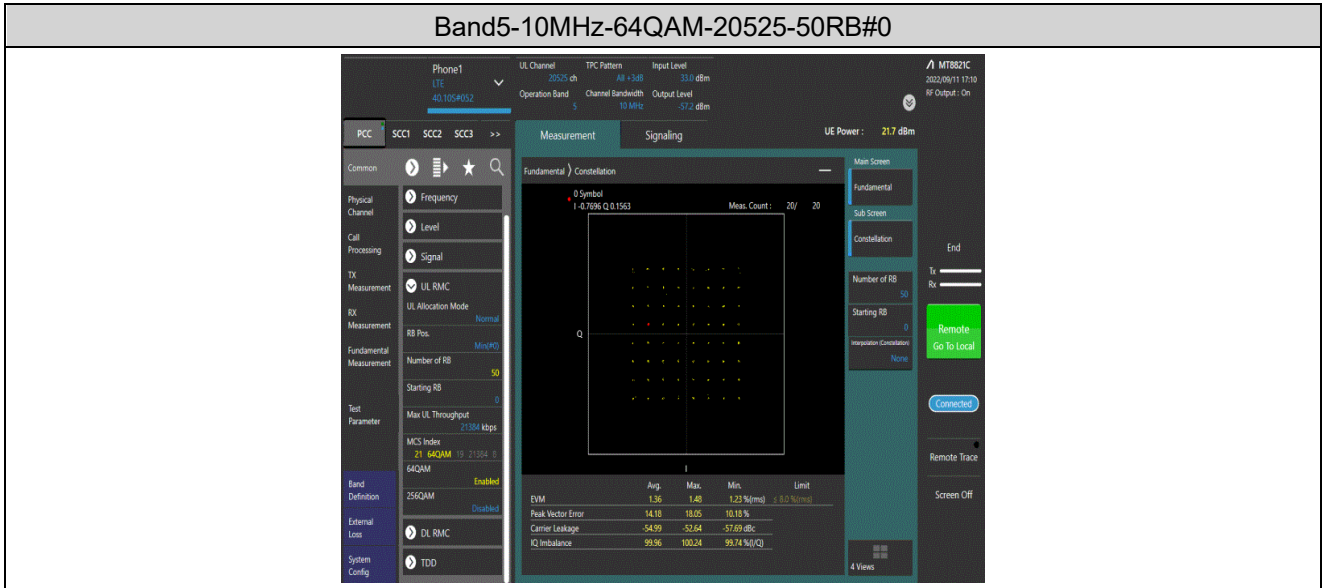 Band5-10MHz-64QAM-20525-50RB#0
Phone1
LTE
40.10S#052
UL Channel
20525 ch
TPC Pattern
All +3dB
Input Level
33.0 dBm
Operation Band
5
Channel Bandwidth
10 MHz
Output Level
-57.2 dBm
MT8821C
2022/09/11 17:10
RF Output : On
PCC SCC1 SCC2 SCC3 >>
Measurement
Signaling
UE Power : 21.7 dBm
Common
Physical
Channel
Call
Processing
TX
Measurement
RX
Measurement
Fundamental
Measurement
Test
Parameter
Band
Definition
External
Loss
System
Config
Frequency
Level
Signal
UL RMC
UL Allocation Mode
Normal
RB Pos.
Min(#0)
Number of RB
50
Starting RB
0
Max UL Throughput
21384 kbps
MCS Index
21 64QAM 19 21384 8
64QAM
Enabled
256QAM
Disabled
DL RMC
TDD
Fundamental 〉 Constellation
0 Symbol
I -0.7696 Q 0.1563
Meas. Count : 20/ 20
Q
I
Avg. Max. Min. Limit
EVM 1.36 1.48 1.23 %(rms) ≤ 8.0 %(rms)
Peak Vector Error 14.18 18.05 10.18 %
Carrier Leakage -54.99 -52.64 -57.69 dBc
IQ Imbalance 99.96 100.24 99.74 %(I/Q)
Main Screen
Fundamental
Sub Screen
Constellation
Number of RB
50
Starting RB
0
Interpolation (Constellation)
None
4 Views
End
Tx
Rx
Remote
Go To Local
Connected
Remote Trace
Screen Off